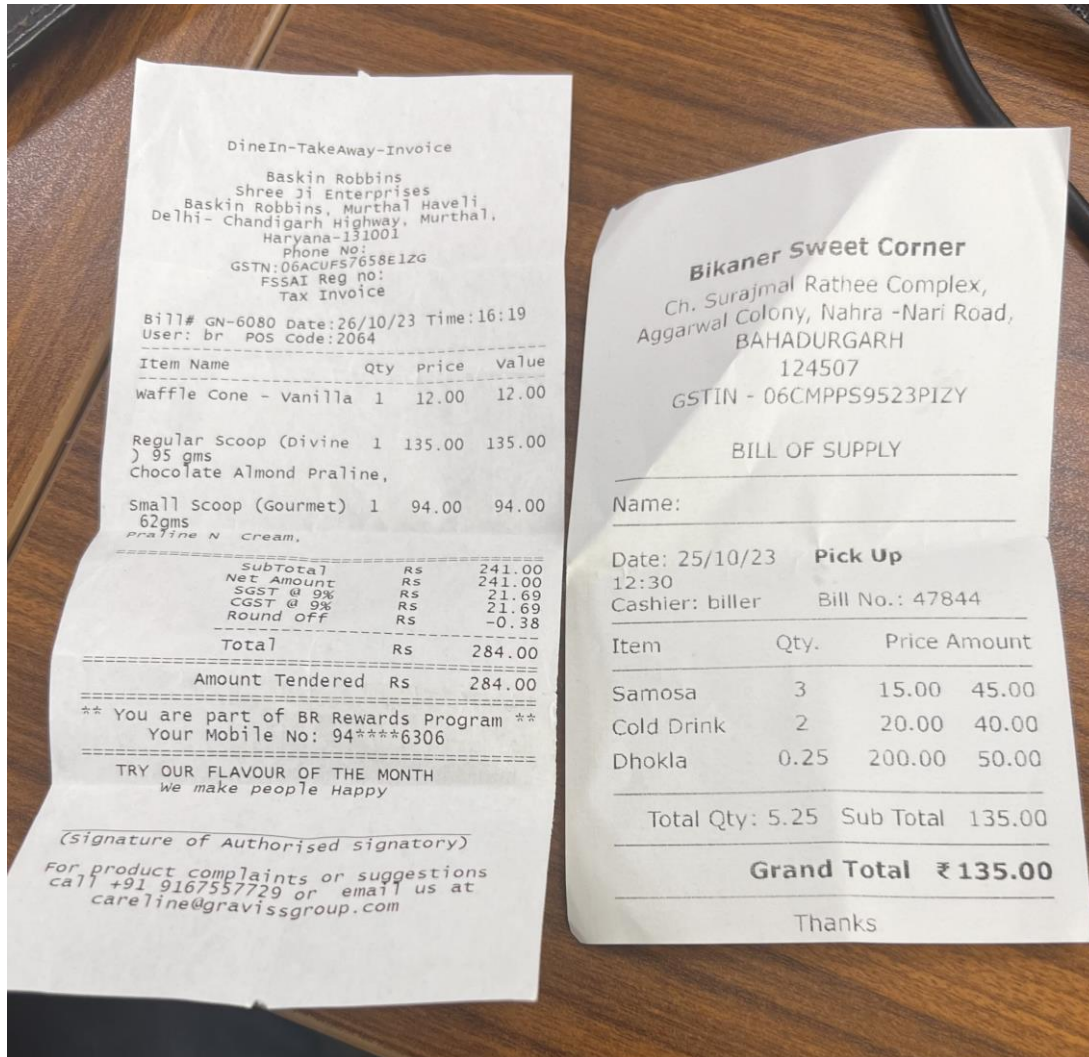 DineIn-TakeAway-Invoice
Baskin Robbins
Shree Ji Enterprises
Baskin Robbins, Murthal Haveli
Delhi- Chandigarh Highway, Murthal,
Haryana-131001
Phone No:
GSTN:06ACUFS7658E1ZG
FSSAI Reg no:
Tax Invoice
Bill# GN-6080 Date:26/10/23 Time:16:19
User: br POS Code:2064
Item Name Qty Price Value
Waffle Cone - Vanilla 1 12.00 12.00
Regular Scoop (Divine 1 135.00 135.00
) 95 gms
Chocolate Almond Praline,
Small Scoop (Gourmet) 1 94.00 94.00
62gms
Praline N Cream,
SubTotal Rs 241.00
Net Amount Rs 241.00
SGST @ 9% Rs 21.69
CGST @ 9% Rs 21.69
Round off Rs -0.38
Total Rs 284.00
Amount Tendered Rs 284.00
** You are part of BR Rewards Program **
Your Mobile No: 94****6306
TRY OUR FLAVOUR OF THE MONTH
We make people Happy
(Signature of Authorised Signatory)
For product complaints or suggestions
call +91 9167557729 or email us at
careline@gravissgroup.com
Bikaner Sweet Corner
Ch. Surajmal Rathee Complex,
Aggarwal Colony, Nahra -Nari Road,
BAHADURGARH
124507
GSTIN - 06CMPPS9523PIZY
BILL OF SUPPLY
Name:
Date: 25/10/23 Pick Up
12:30
Cashier: biller Bill No.: 47844
Item Qty. Price Amount
Samosa 3 15.00 45.00
Cold Drink 2 20.00 40.00
Dhokla 0.25 200.00 50.00
Total Qty: 5.25 Sub Total 135.00
Grand Total ₹135.00
Thanks